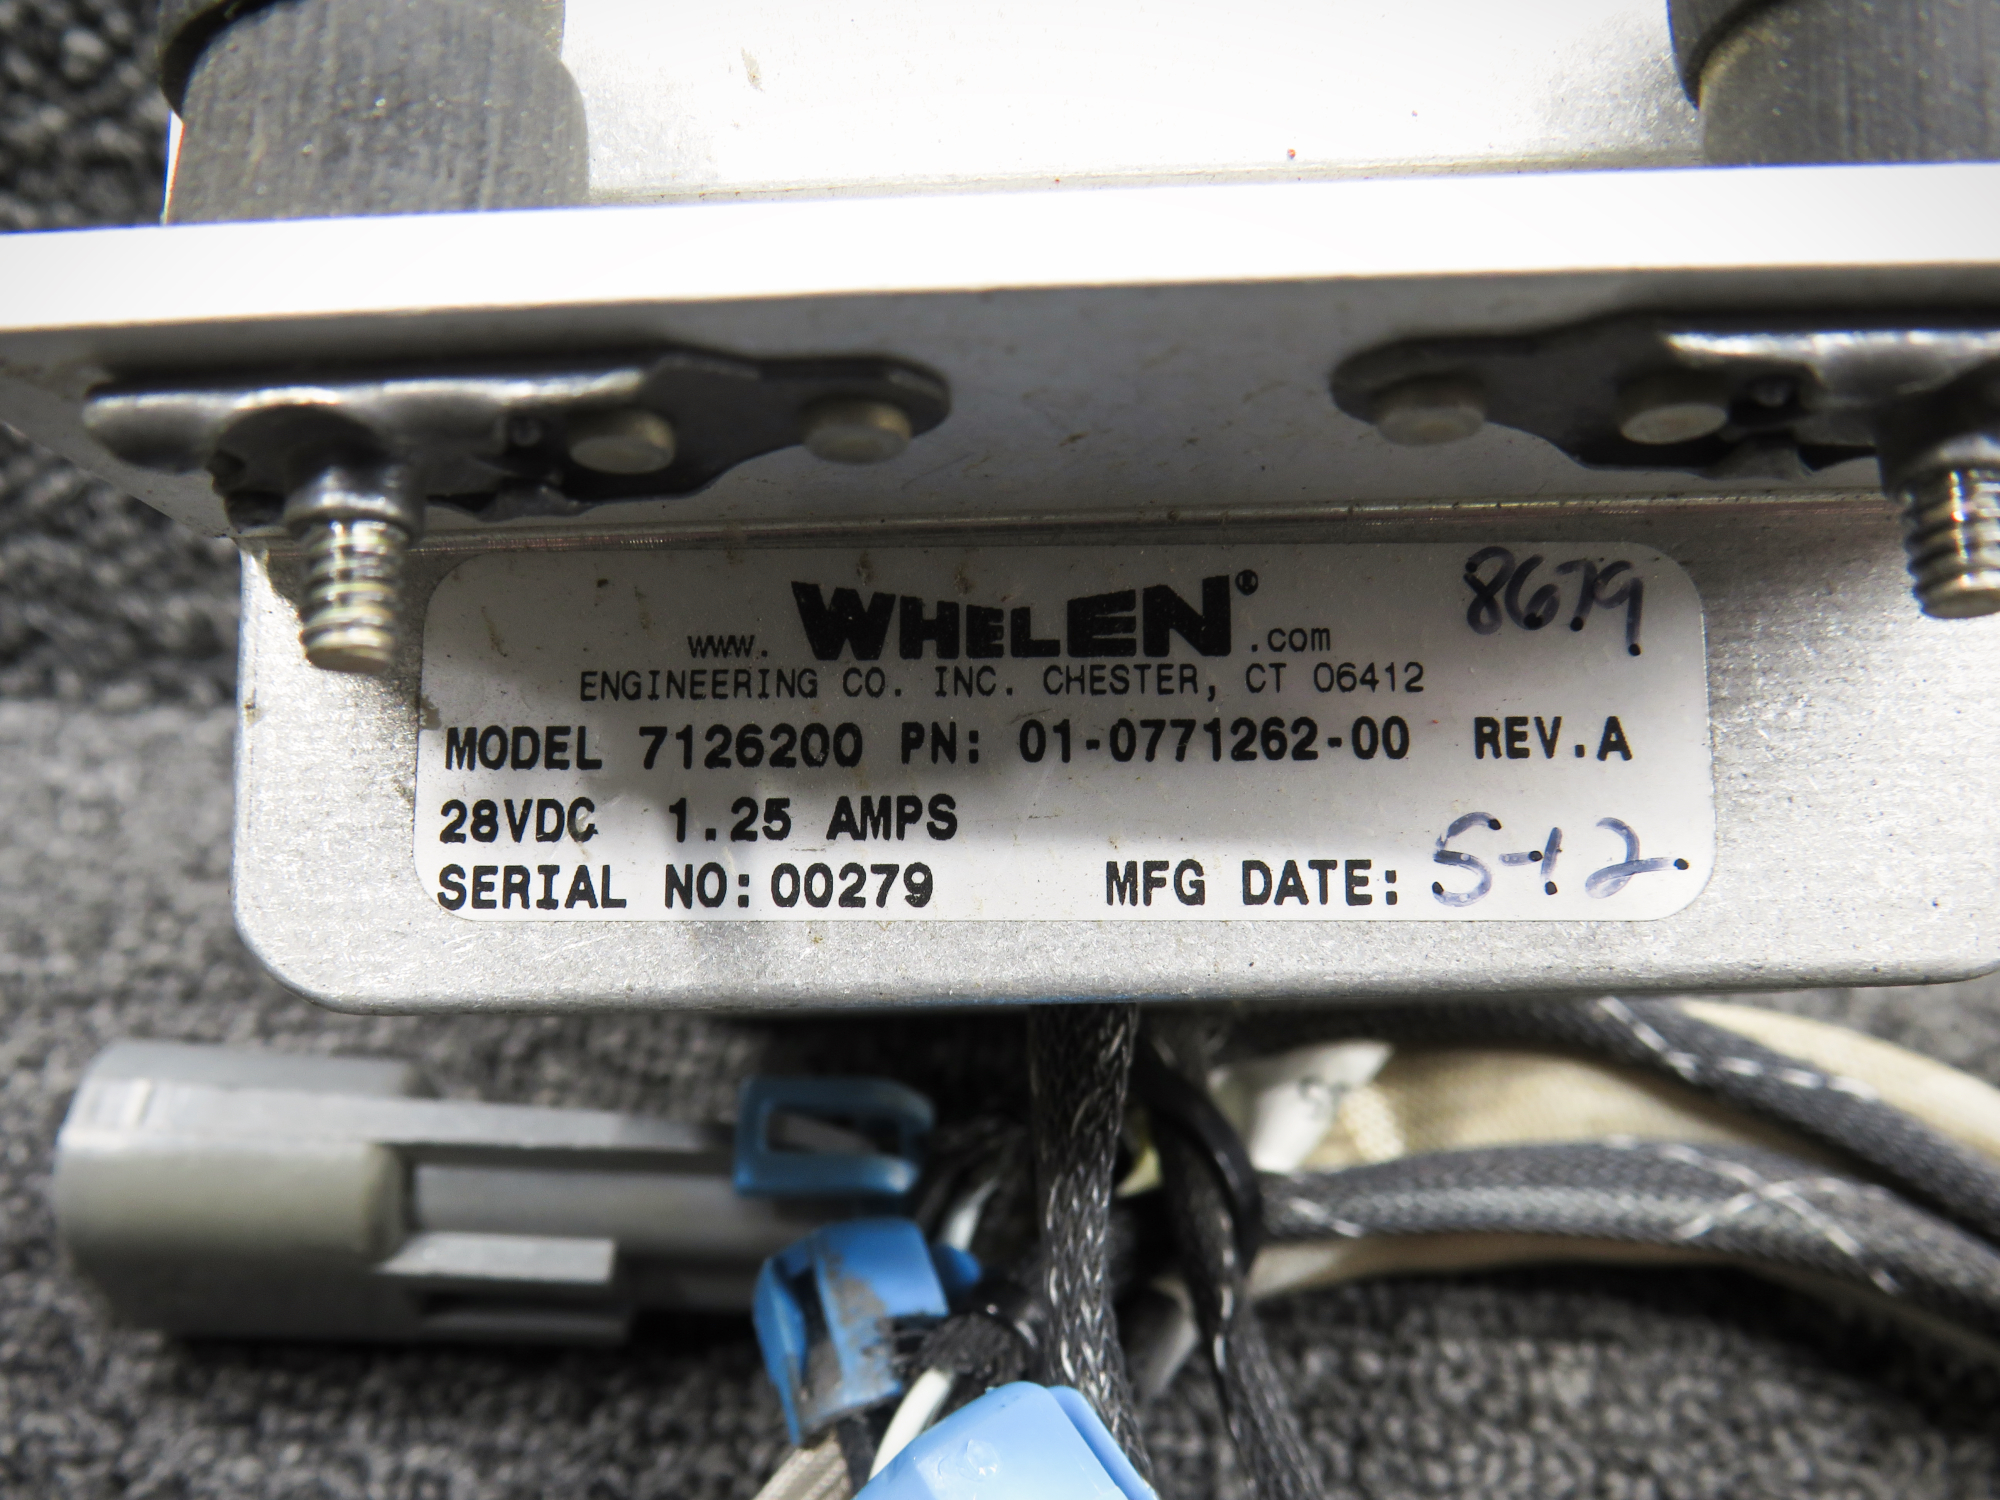 www. WHELEN® .com 8679
ENGINEERING CO. INC. CHESTER, CT 06412
MODEL 7126200 PN: 01-0771262-00 REV.A
28VDC 1.25 AMPS
SERIAL NO: 00279 MFG DATE: 5-12